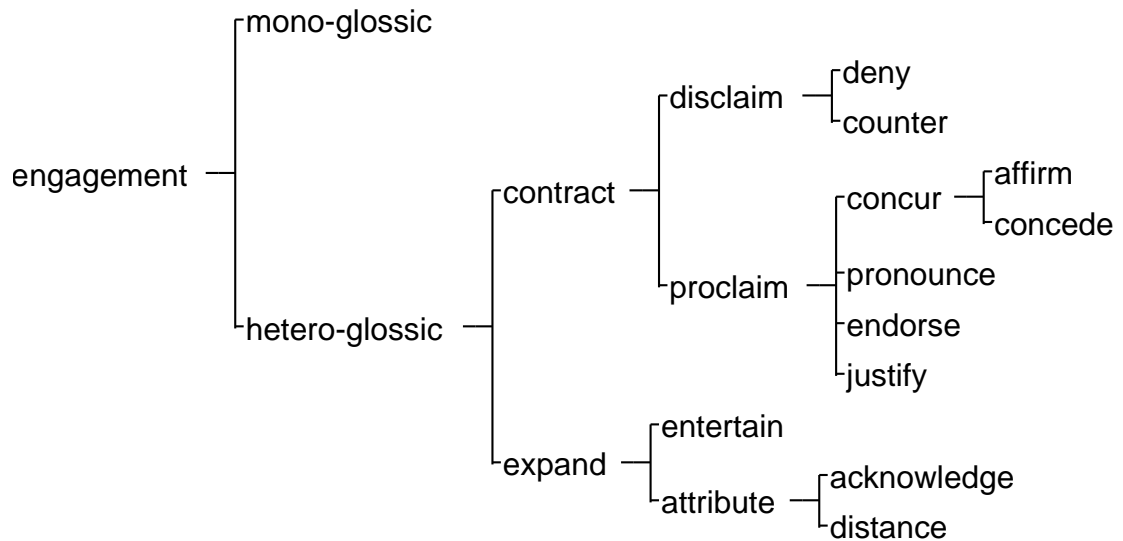 mono-glossic
deny
disclaim
counter
affirm
engagement
contract
concur
concede
pronounce
proclaim
hetero-glossic
endorse
justify
entertain
expand
acknowledge
attribute
distance